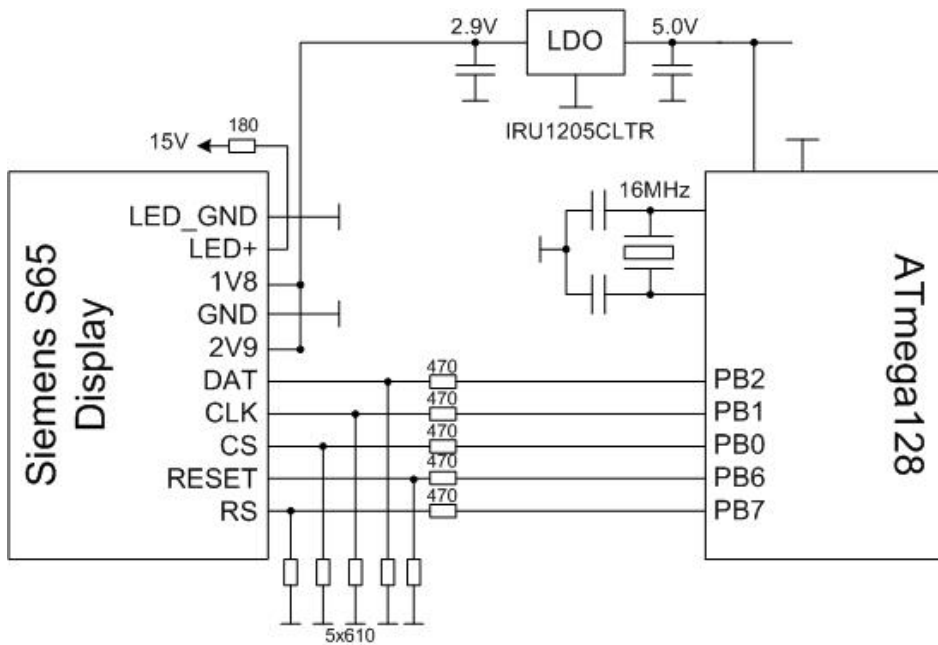 2.9V
LDO
5.0V
IRU1205CLTR
180
15V
16MHz
Siemens S65
Display
LED_GND
LED+
1V8
GND
2V9
DAT
CLK
CS
RESET
RS
470
470
470
470
470
PB2
PB1
PB0
PB6
PB7
ATmega128
5x610